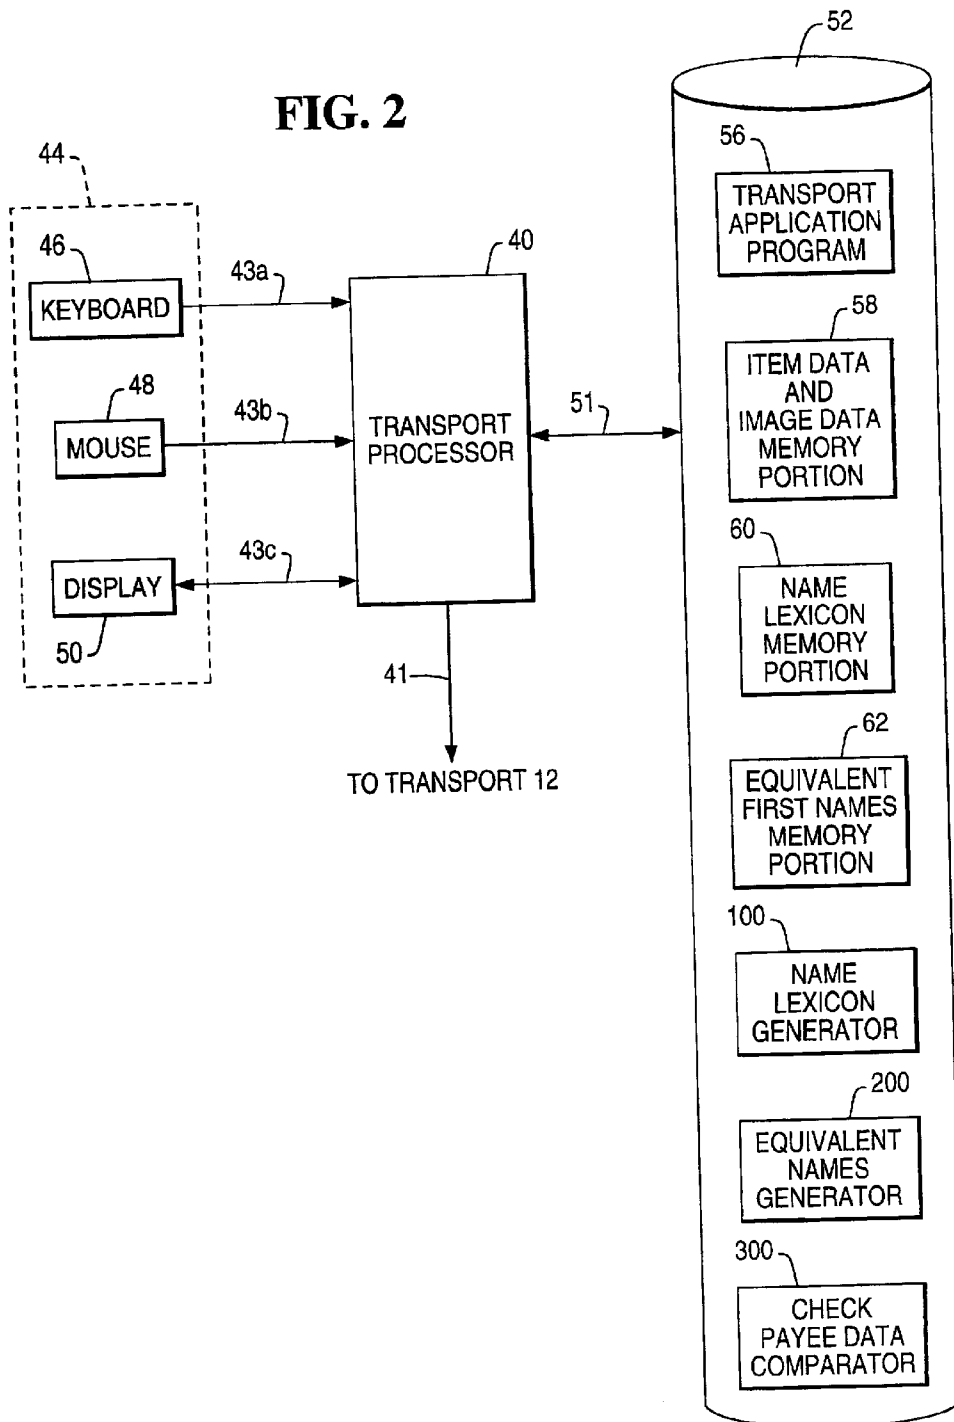 FIG. 2
52
44
56
TRANSPORT
APPLICATION
PROGRAM
46
KEYBOARD
43a
40
58
ITEM DATA
AND
IMAGE DATA
MEMORY
PORTION
48
MOUSE
43b
TRANSPORT
PROCESSOR
51
60
NAME
LEXICON
MEMORY
PORTION
43c
DISPLAY
50
41
TO TRANSPORT 12
62
EQUIVALENT
FIRST NAMES
MEMORY
PORTION
100
NAME
LEXICON
GENERATOR
200
EQUIVALENT
NAMES
GENERATOR
300
CHECK
PAYEE DATA
COMPARATOR